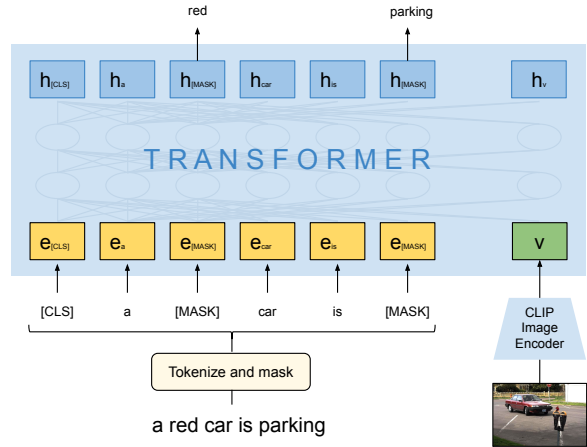 red parking
h[CLS] ha h[MASK] hcar his h[MASK] hv
TRANSFORMER
e[CLS] ea e[MASK] ecar eis e[MASK] v
[CLS] a [MASK] car is [MASK]
CLIP
Image
Encoder
Tokenize and mask
a red car is parking